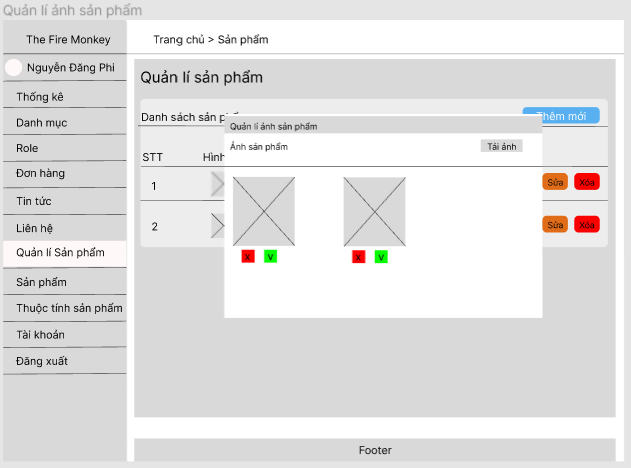 Quản lí ảnh sản phẩm
The Fire Monkey
Trang chủ > Sản phẩm
Nguyễn Đăng Phi
Thống kê
Danh mục
Role
Đơn hàng
Tin tức
Liên hệ
Quản lí Sản phẩm
Sản phẩm
Thuộc tính sản phẩm
Tài khoản
Đăng xuất
Quản lí sản phẩm
Danh sách sản
Thêm mới
STT
Hình
1
Sửa
Xóa
2
Sửa
Xóa
Quản lí ảnh sản phẩm
Ảnh sản phẩm
Tải ảnh
X
V
X
V
Footer